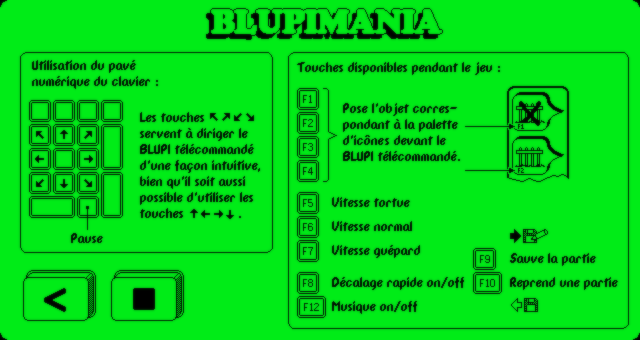 BLUPIMANIA
Utilisation du pavé
numérique du clavier :
Les touches ↖ ↗ ↙ ↘
servent à diriger le
BLUPI télécommandé
d'une façon intuitive,
bien qu'il soit aussi
possible d'utiliser les
touches ↑ ← → ↓ .
Pause
Touches disponibles pendant le jeu :
F1
F2
F3
F4
Pose l'objet corres-
pondant à la palette
d'icônes devant le
BLUPI télécommandé.
F1
F2
F5 Vitesse tortue
F6 Vitesse normal
F7 Vitesse guépard
F8 Décalage rapide on/off
F12 Musique on/off
F9 Sauve la partie
F10 Reprend une partie